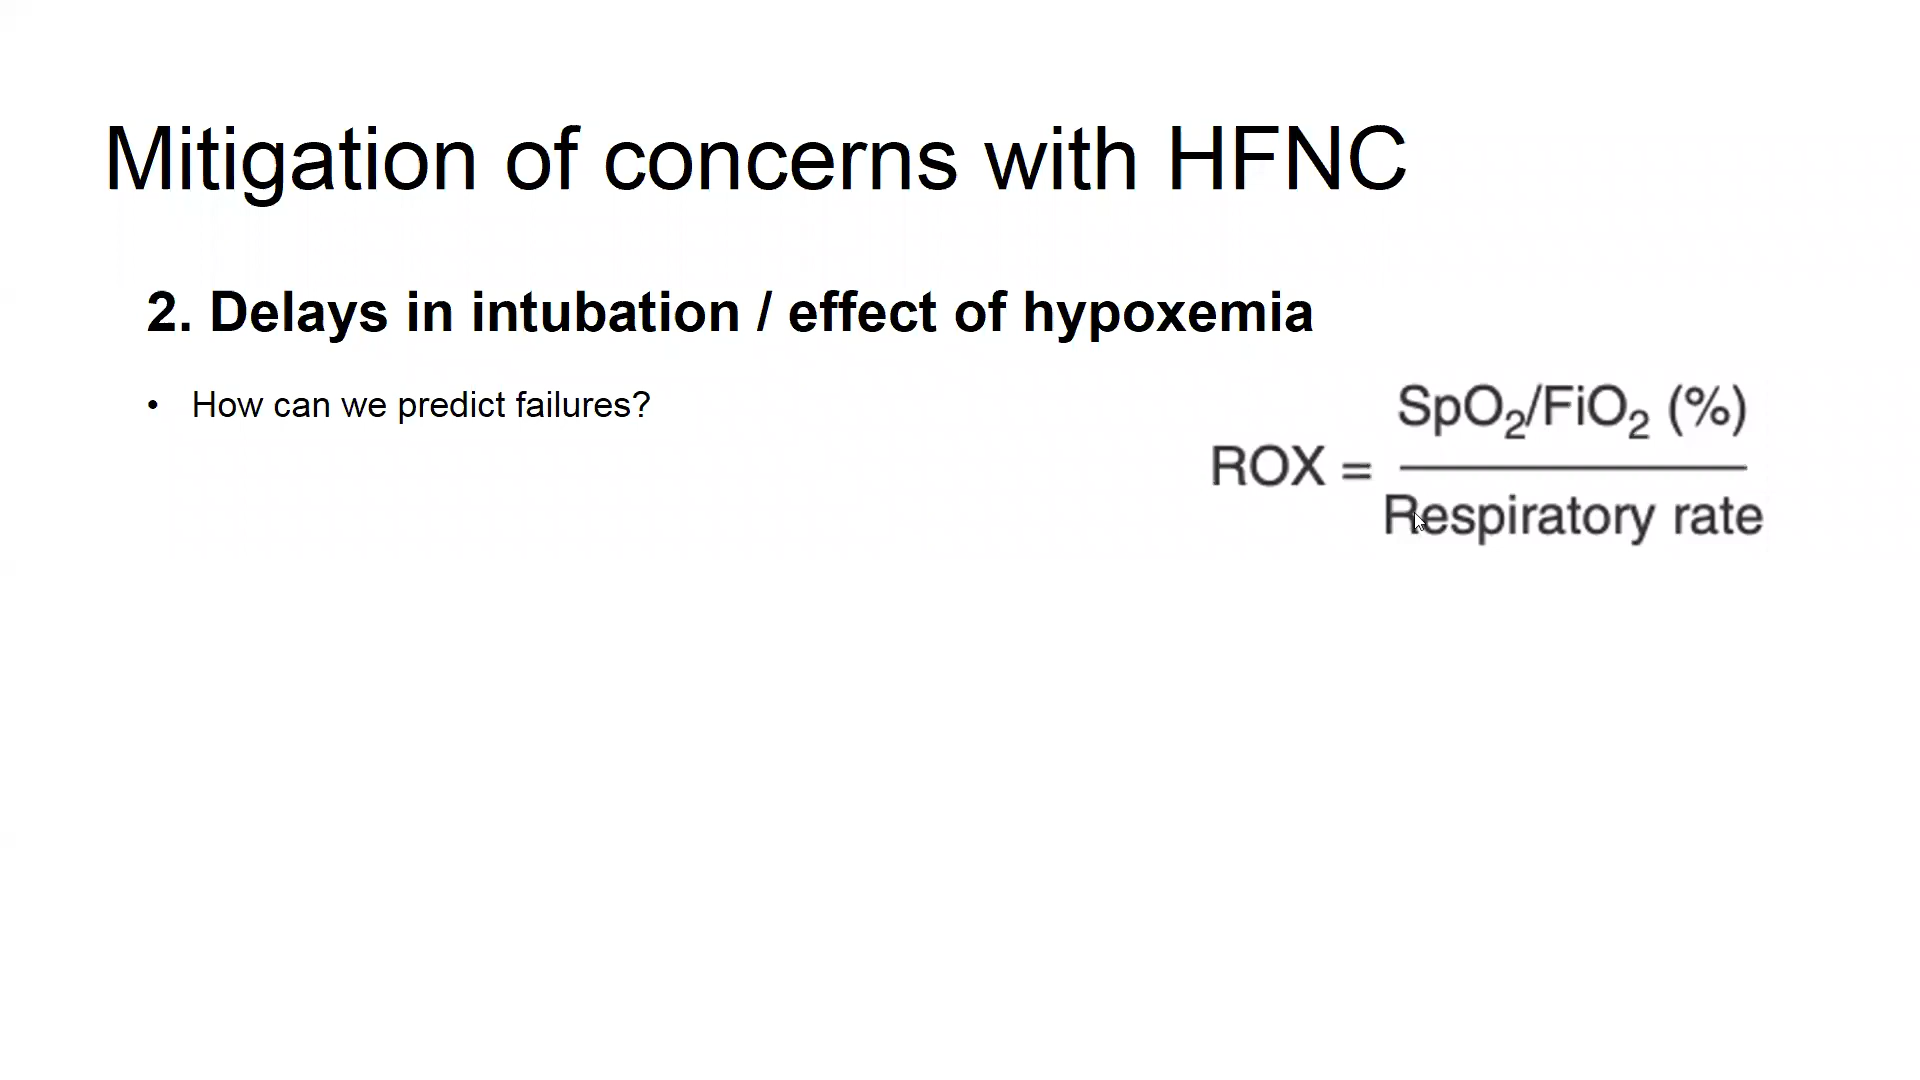 Mitigation of concerns with HFNC
2. Delays in intubation / effect of hypoxemia
• How can we predict failures?
SpO₂/FiO₂ (%)
ROX =
Respiratory rate